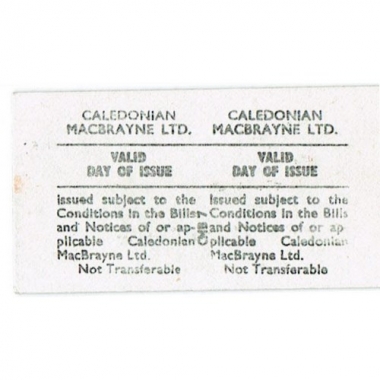 CALEDONIAN CALEDONIAN
MACBRAYNE LTD. MACBRAYNE LTD.
VALID VALID
DAY OF ISSUE DAY OF ISSUE
issued subject to the issued subject to the
Conditions in the Bills Conditions in the Bills
and Notices of or ap- and Notices of or ap-
plicable Caledonian plicable Caledonian
MacBrayne Ltd. MacBrayne Ltd.
Not Transferable Not Transferable